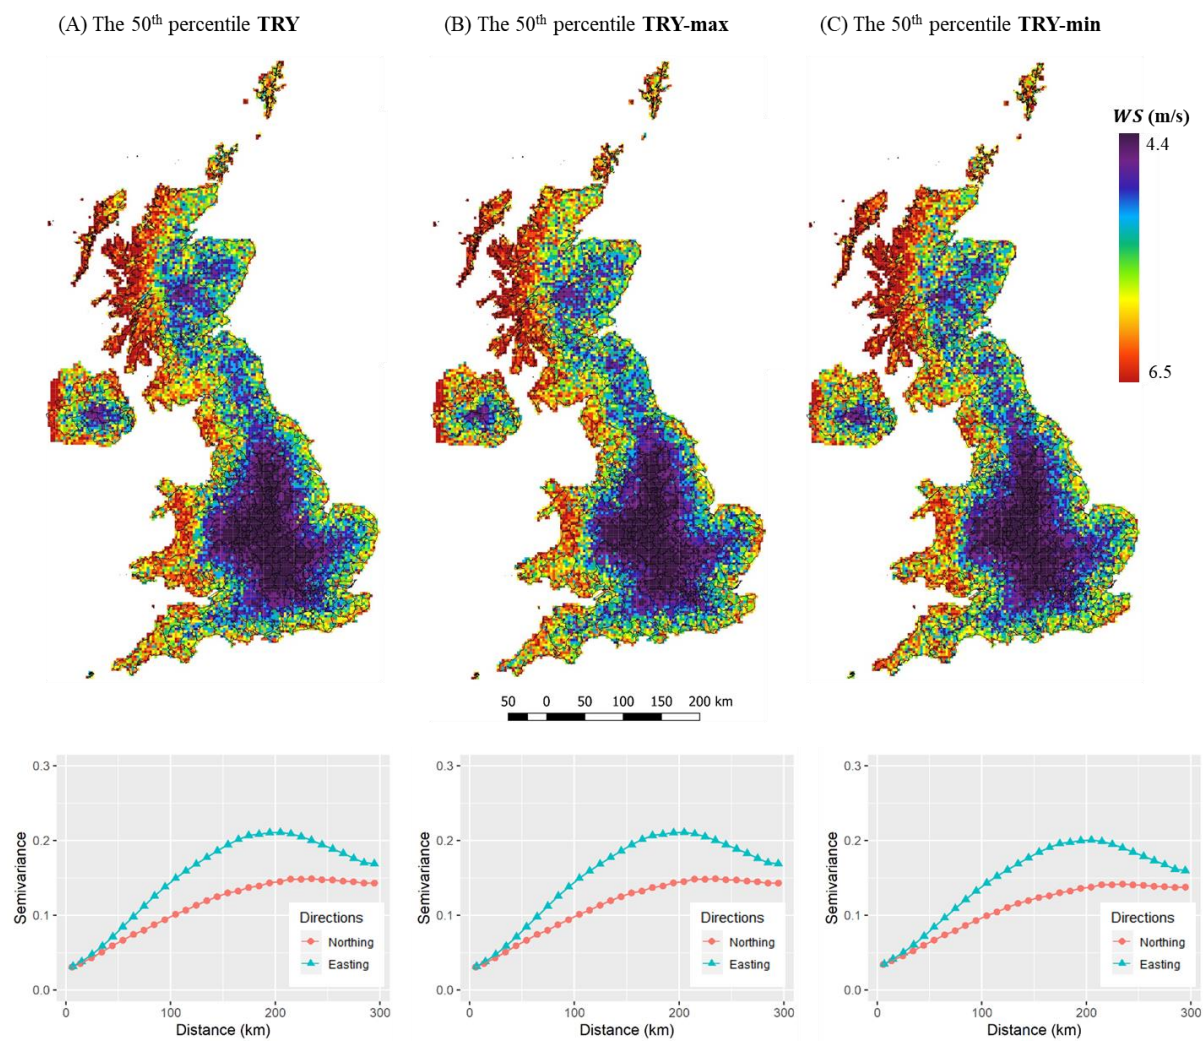 (A) The 50th percentile TRY
(B) The 50th percentile TRY-max
(C) The 50th percentile TRY-min
WS (m/s)
4.4
6.5
50 0 50 100 150 200 km
0.3
0.2
0.1
0.0
Semivariance
0 100 200 300
Distance (km)
Directions
Northing
Easting
0.3
0.2
0.1
0.0
Semivariance
0 100 200 300
Distance (km)
Directions
Northing
Easting
0.3
0.2
0.1
0.0
Semivariance
0 100 200 300
Distance (km)
Directions
Northing
Easting